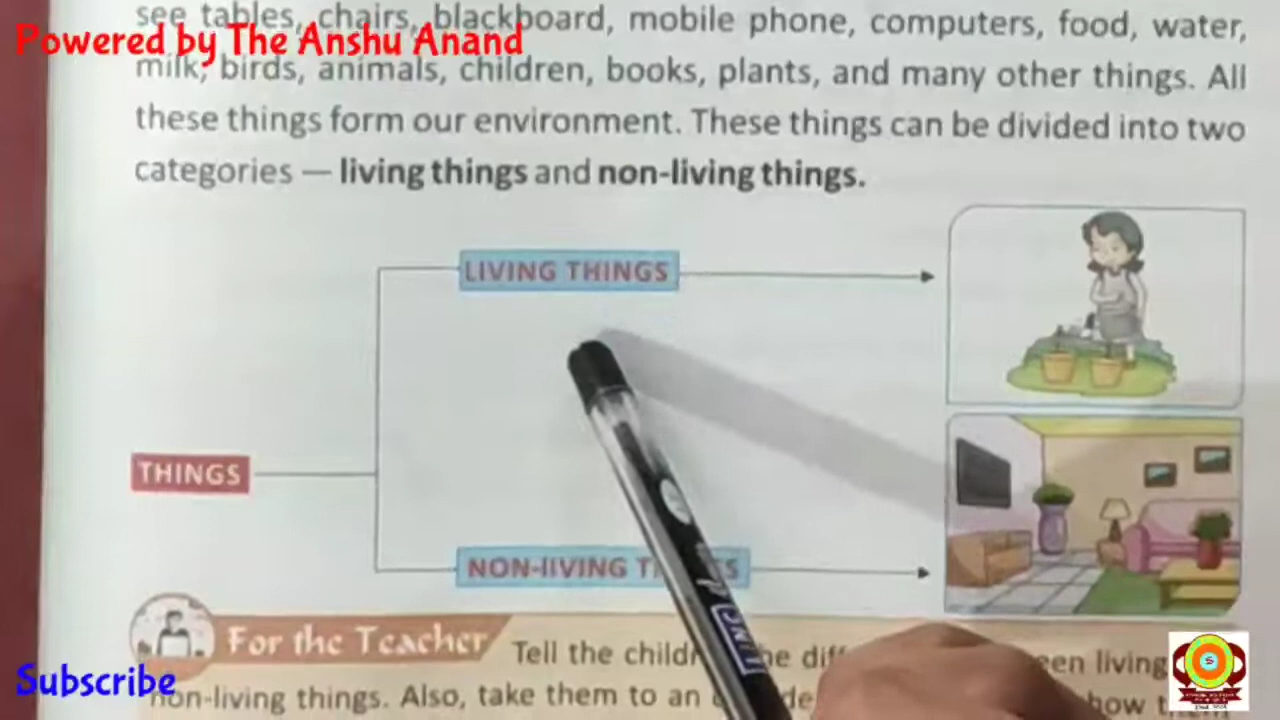 see tables, chairs, blackboard, mobile phone, computers, food, water,
Powered by The Anshu Anand
milk, birds, animals, children, books, plants, and many other things. All
these things form our environment. These things can be divided into two
categories — living things and non-living things.
LIVING THINGS
THINGS
NON-lIVING
For the Teacher
Tell the the living
non-living things. Also, take them to an
Subscribe
LINC